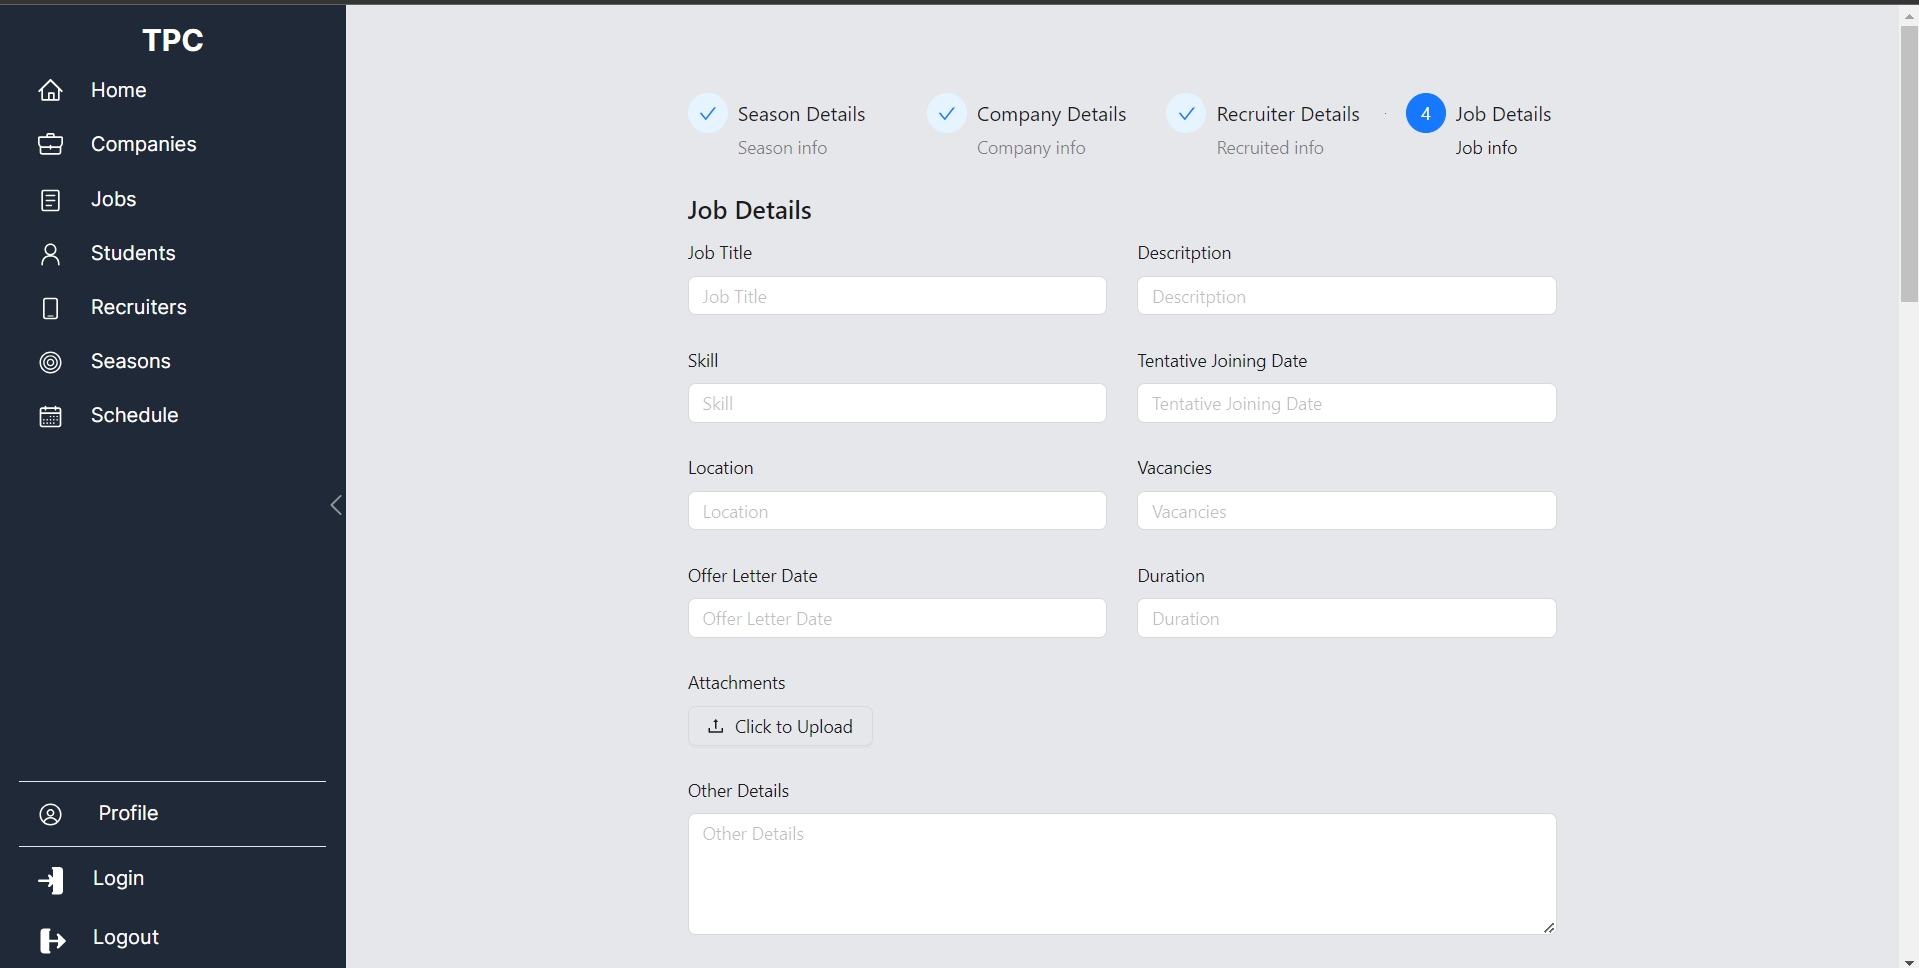 TPC
Home
Companies
Jobs
Students
Recruiters
Seasons
Schedule
Profile
Login
Logout
Season Details
Season info
Company Details
Company info
Recruiter Details
Recruited info
4
Job Details
Job info
Job Details
Job Title
Job Title
Descritption
Descritption
Skill
Skill
Tentative Joining Date
Tentative Joining Date
Location
Location
Vacancies
Vacancies
Offer Letter Date
Offer Letter Date
Duration
Duration
Attachments
Click to Upload
Other Details
Other Details